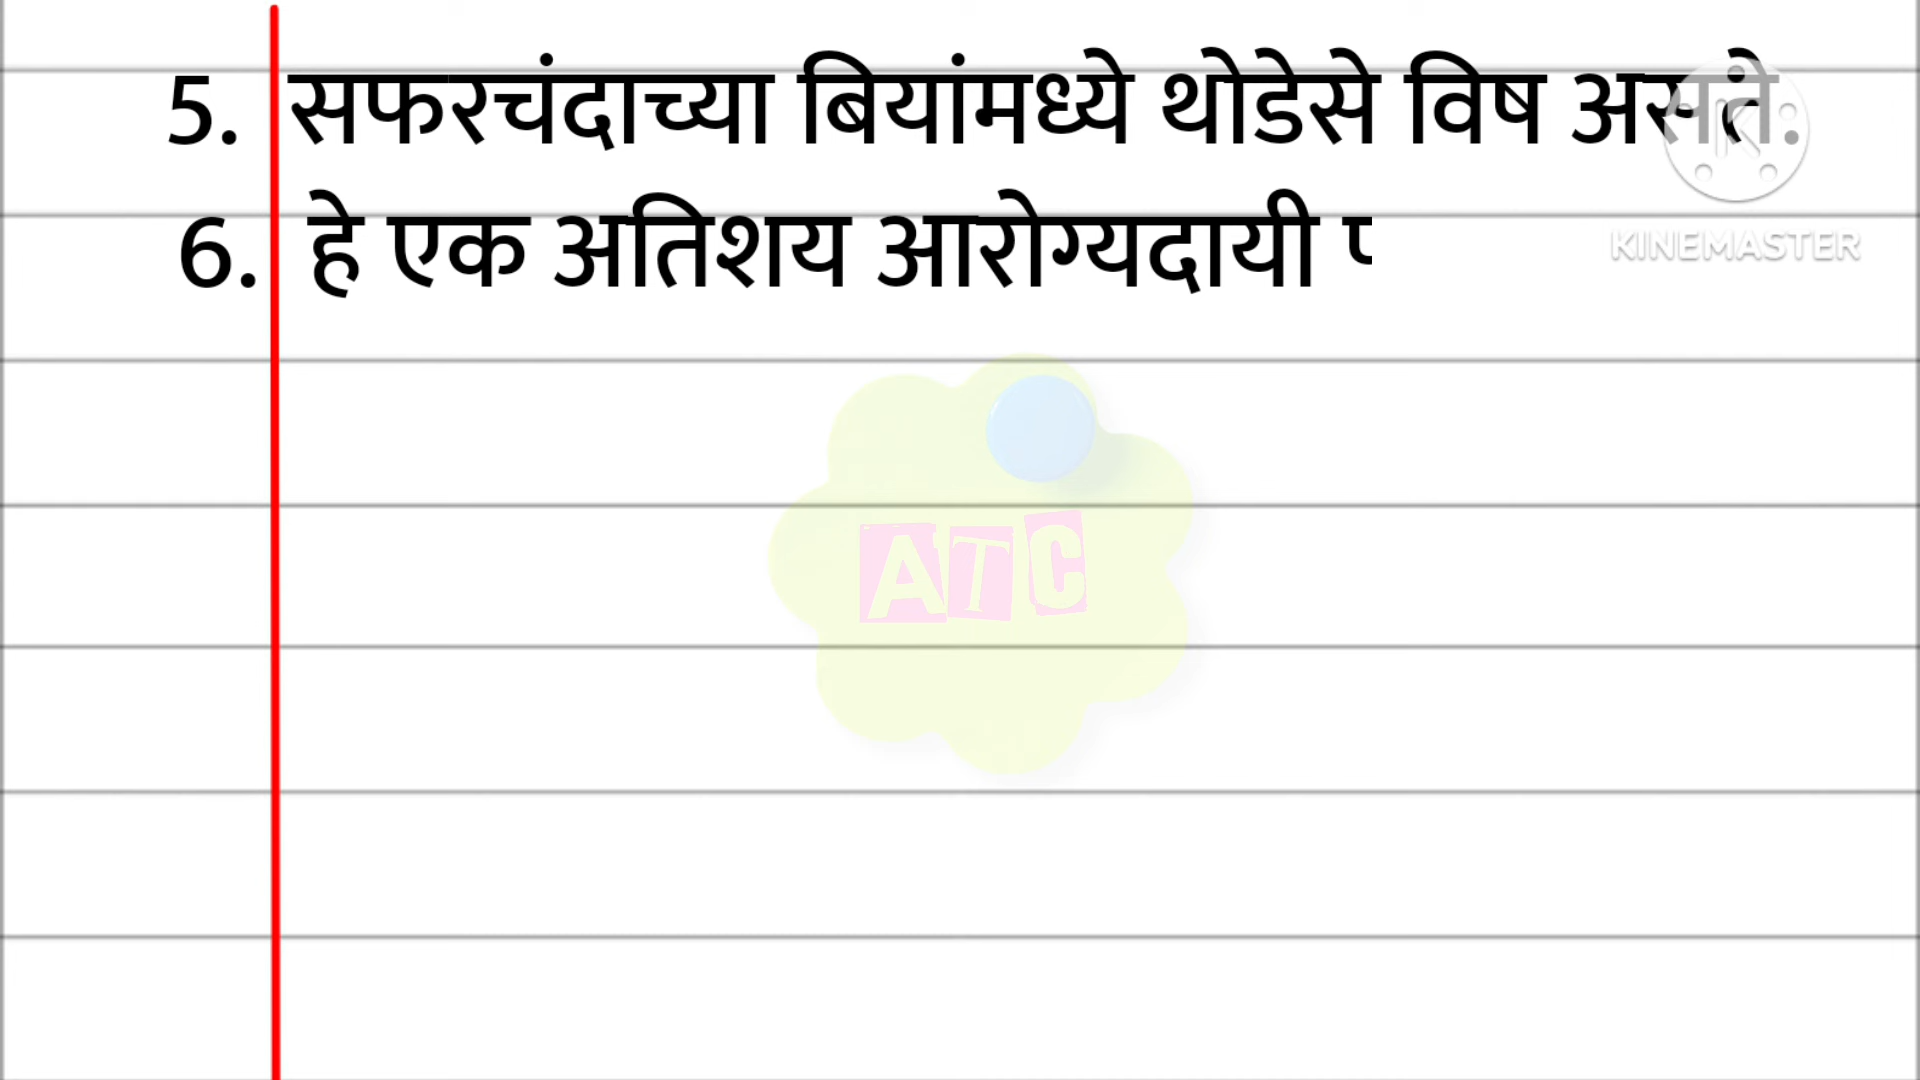 5. सफरचंदाच्या बियांमध्ये थोडेसे विष असते.
6. हे एक अतिशय आरोग्यदायी
KINEMASTER
ATC